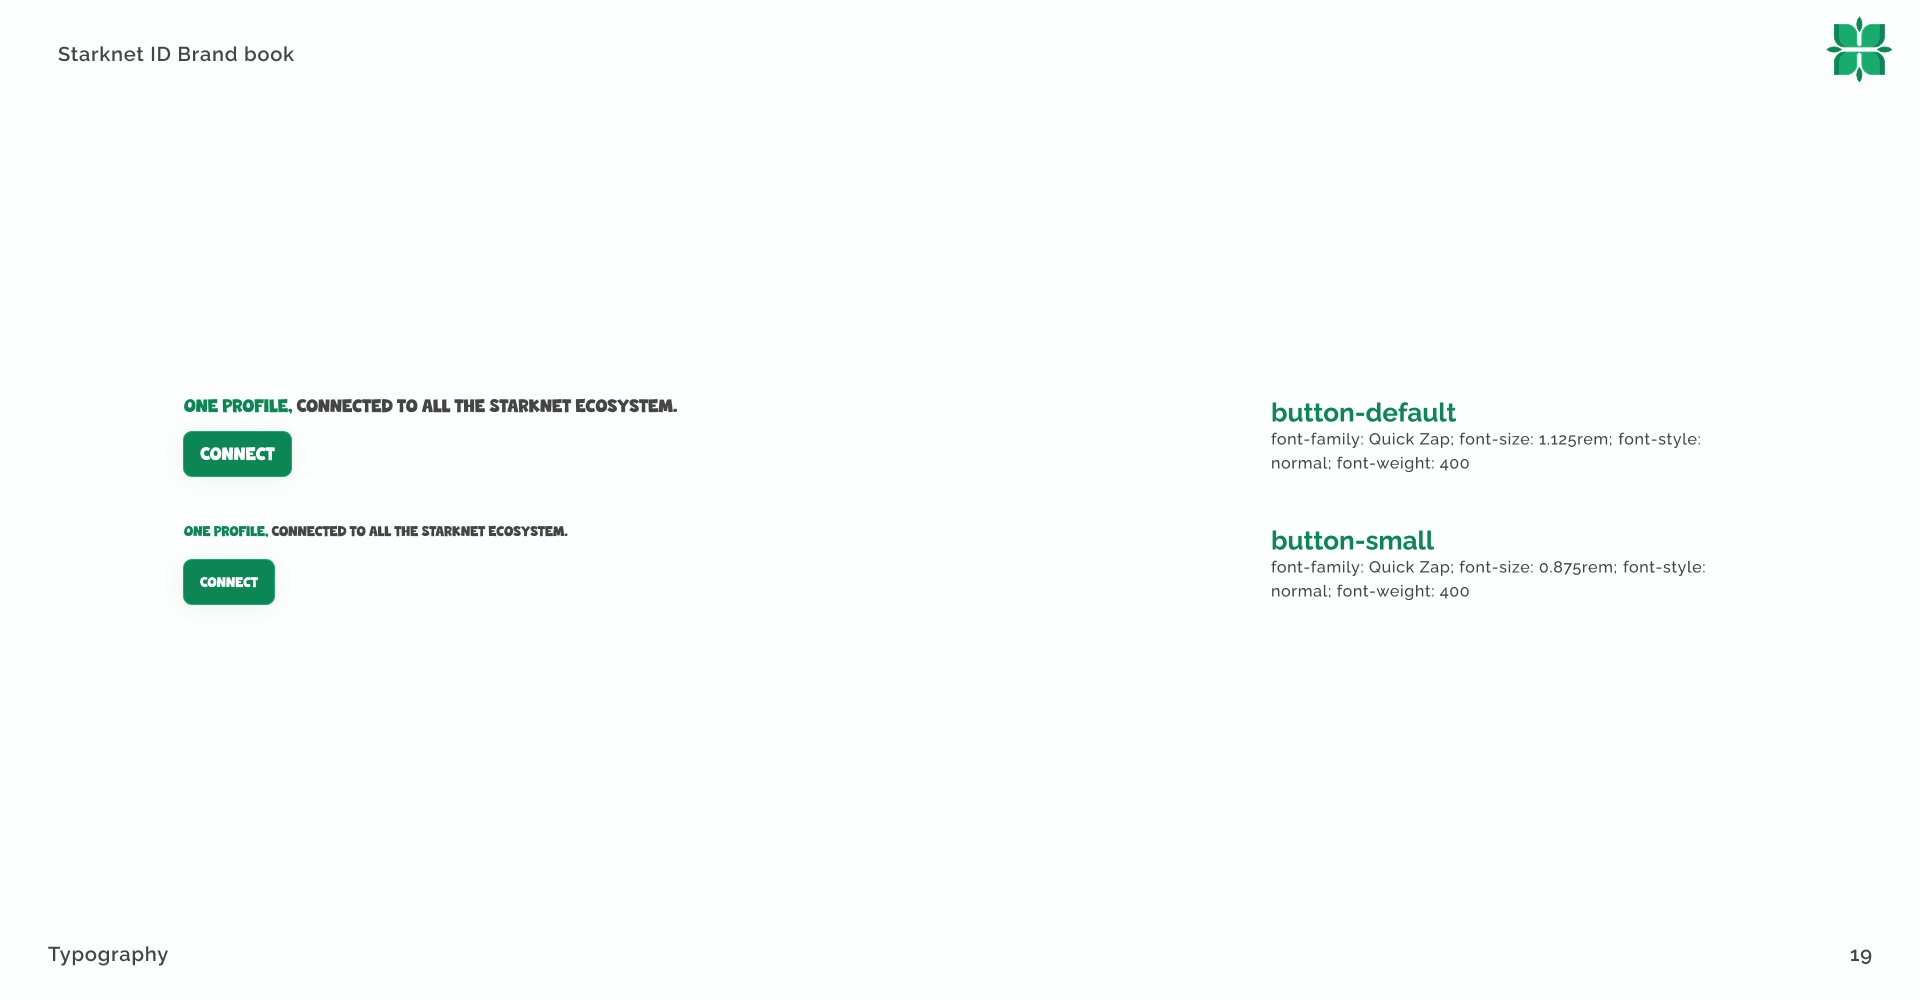 Starknet ID Brand book
ONE PROFILE, CONNECTED TO ALL THE STARKNET ECOSYSTEM.
CONNECT
button-default
font-family: Quick Zap; font-size: 1.125rem; font-style:
normal; font-weight: 400
ONE PROFILE, CONNECTED TO ALL THE STARKNET ECOSYSTEM.
CONNECT
button-small
font-family: Quick Zap; font-size: 0.875rem; font-style:
normal; font-weight: 400
Typography
19